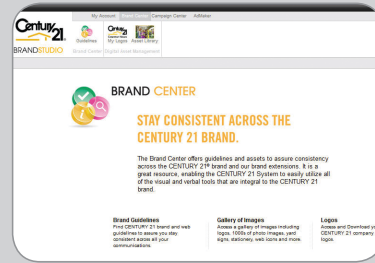 My Account Brand Center Campaign Center AdMaker
Century 21
BRANDSTUDIO
Guidelines My Logos Asset Library
Brand Center Digital Asset Management
BRAND CENTER
STAY CONSISTENT ACROSS THE
CENTURY 21 BRAND.
The Brand Center offers guidelines and assets to assure consistency
across the CENTURY 21® brand and our brand extensions. It is a
great resource, enabling the CENTURY 21 System to easily utilize all
of the visual and verbal tools that are integral to the CENTURY 21
brand.
Brand Guidelines
Find CENTURY 21 brand and web
guidelines to assure you stay
consistent across all your
communications
Gallery of Images
Access a gallery of images including
logos, 1000s of photo images, yard
signs, stationery, web icons and more.
Logos
Access and Download yo
CENTURY 21 company
logos.